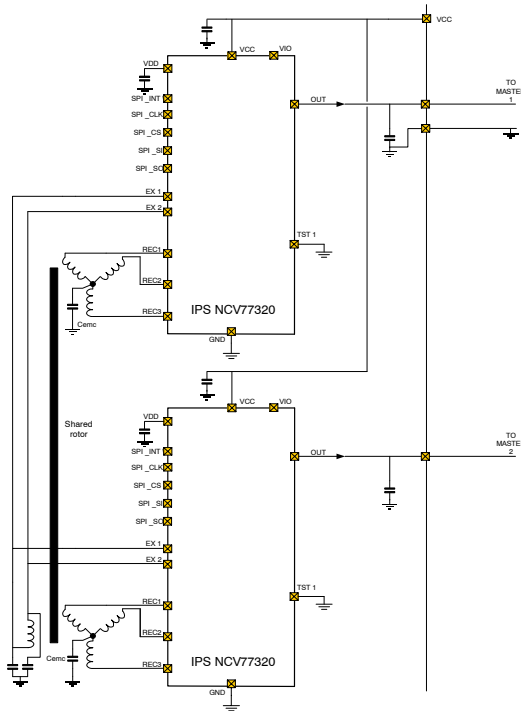 VCC
VCC
VIO
VDD
SPI_INT
SPI_CLK
SPI_CS
SPI_SI
SPI_SO
OUT
TO
MASTER
1
EX 1
EX 2
TST 1
REC1
REC2
REC3
Cemc
IPS NCV77320
GND
Shared
rotor
VCC
VIO
VDD
SPI_INT
SPI_CLK
SPI_CS
SPI_SI
SPI_SO
OUT
TO
MASTER
2
EX 1
EX 2
TST 1
REC1
REC2
REC3
Cemc
IPS NCV77320
GND